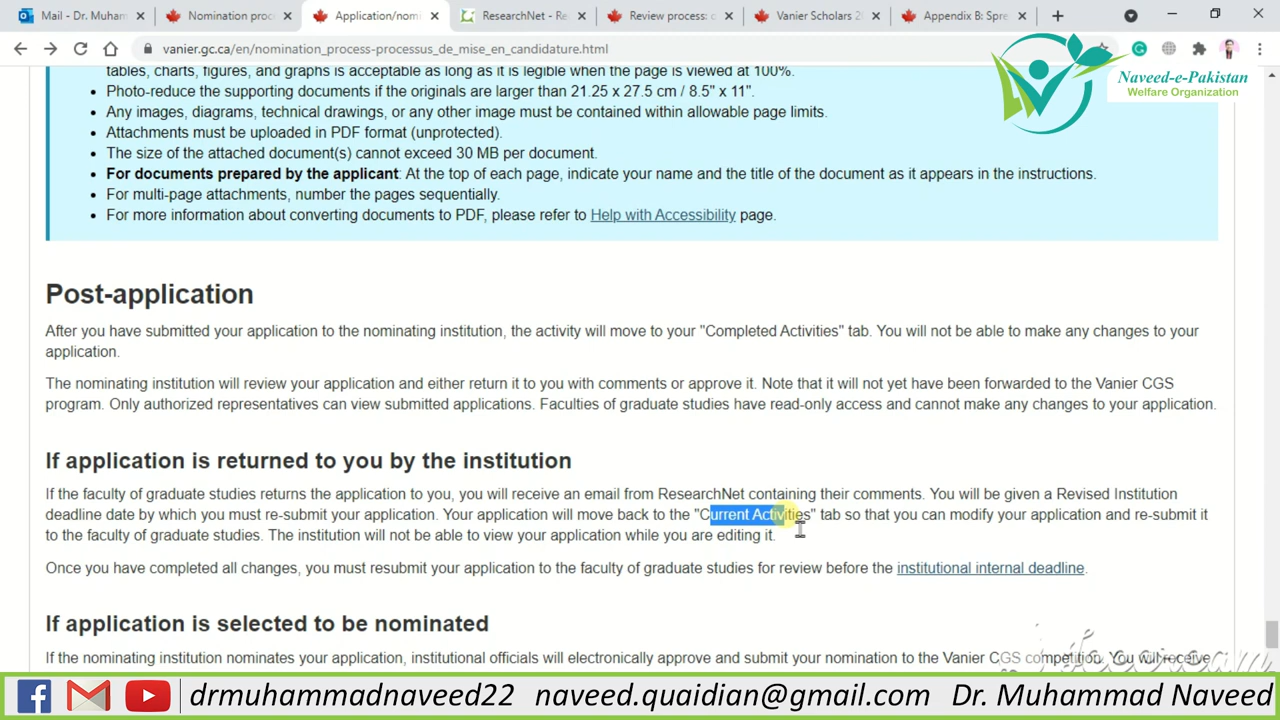 Mail - Dr. Muham
Nomination proc
Application/nomi
ResearchNet - Re
Review process: c
Vanier Scholars 2
Appendix B: Spre
vanier.gc.ca/en/nomination_process-processus_de_mise_en_candidature.html
Naveed-e-Pakistan
Welfare Organization
tables, charts, figures, and graphs is acceptable as long as it is legible when the page is viewed at 100%.
Photo-reduce the supporting documents if the originals are larger than 21.25 x 27.5 cm / 8.5" x 11".
Any images, diagrams, technical drawings, or any other image must be contained within allowable page limits.
Attachments must be uploaded in PDF format (unprotected).
The size of the attached document(s) cannot exceed 30 MB per document.
For documents prepared by the applicant: At the top of each page, indicate your name and the title of the document as it appears in the instructions.
For multi-page attachments, number the pages sequentially.
For more information about converting documents to PDF, please refer to Help with Accessibility page.
Post-application
After you have submitted your application to the nominating institution, the activity will move to your "Completed Activities" tab. You will not be able to make any changes to your
application.
The nominating institution will review your application and either return it to you with comments or approve it. Note that it will not yet have been forwarded to the Vanier CGS
program. Only authorized representatives can view submitted applications. Faculties of graduate studies have read-only access and cannot make any changes to your application.
If application is returned to you by the institution
If the faculty of graduate studies returns the application to you, you will receive an email from ResearchNet containing their comments. You will be given a Revised Institution
deadline date by which you must re-submit your application. Your application will move back to the "Current Activities" tab so that you can modify your application and re-submit it
to the faculty of graduate studies. The institution will not be able to view your application while you are editing it.
Once you have completed all changes, you must resubmit your application to the faculty of graduate studies for review before the institutional internal deadline.
If application is selected to be nominated
If the nominating institution nominates your application, institutional officials will electronically approve and submit your nomination to the Vanier CGS competition. You will receive
drmuhammadnaveed22 naveed.quaidian@gmail.com Dr. Muhammad Naveed